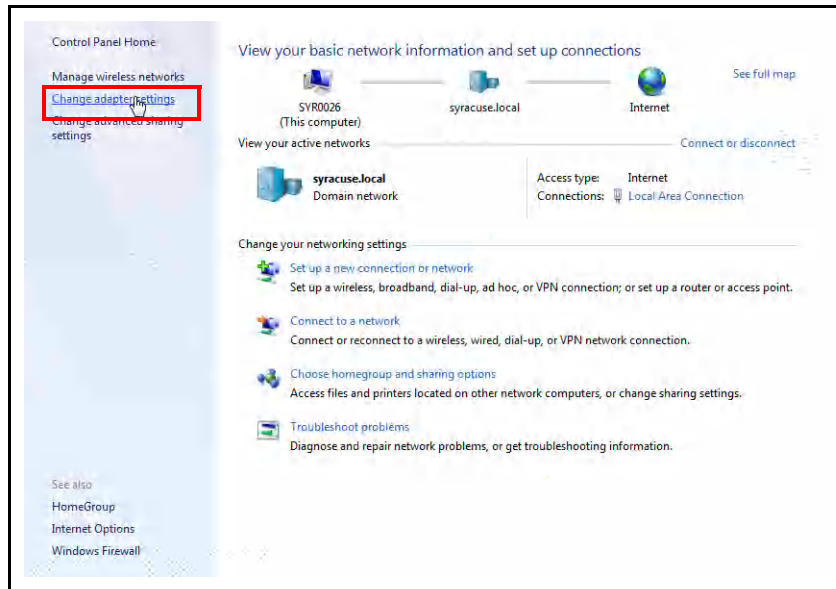 Control Panel Home
Manage wireless networks
Change adapter settings
Change advanced sharing
settings
View your basic network information and set up connections
See full map
SYR0026
(This computer)
syracuse.local
Internet
View your active networks
Connect or disconnect
syracuse.local
Domain network
Access type: Internet
Connections: Local Area Connection
Change your networking settings
Set up a new connection or network
Set up a wireless, broadband, dial-up, ad hoc, or VPN connection; or set up a router or access point.
Connect to a network
Connect or reconnect to a wireless, wired, dial-up, or VPN network connection.
Choose homegroup and sharing options
Access files and printers located on other network computers, or change sharing settings.
Troubleshoot problems
Diagnose and repair network problems, or get troubleshooting information.
See also
HomeGroup
Internet Options
Windows Firewall